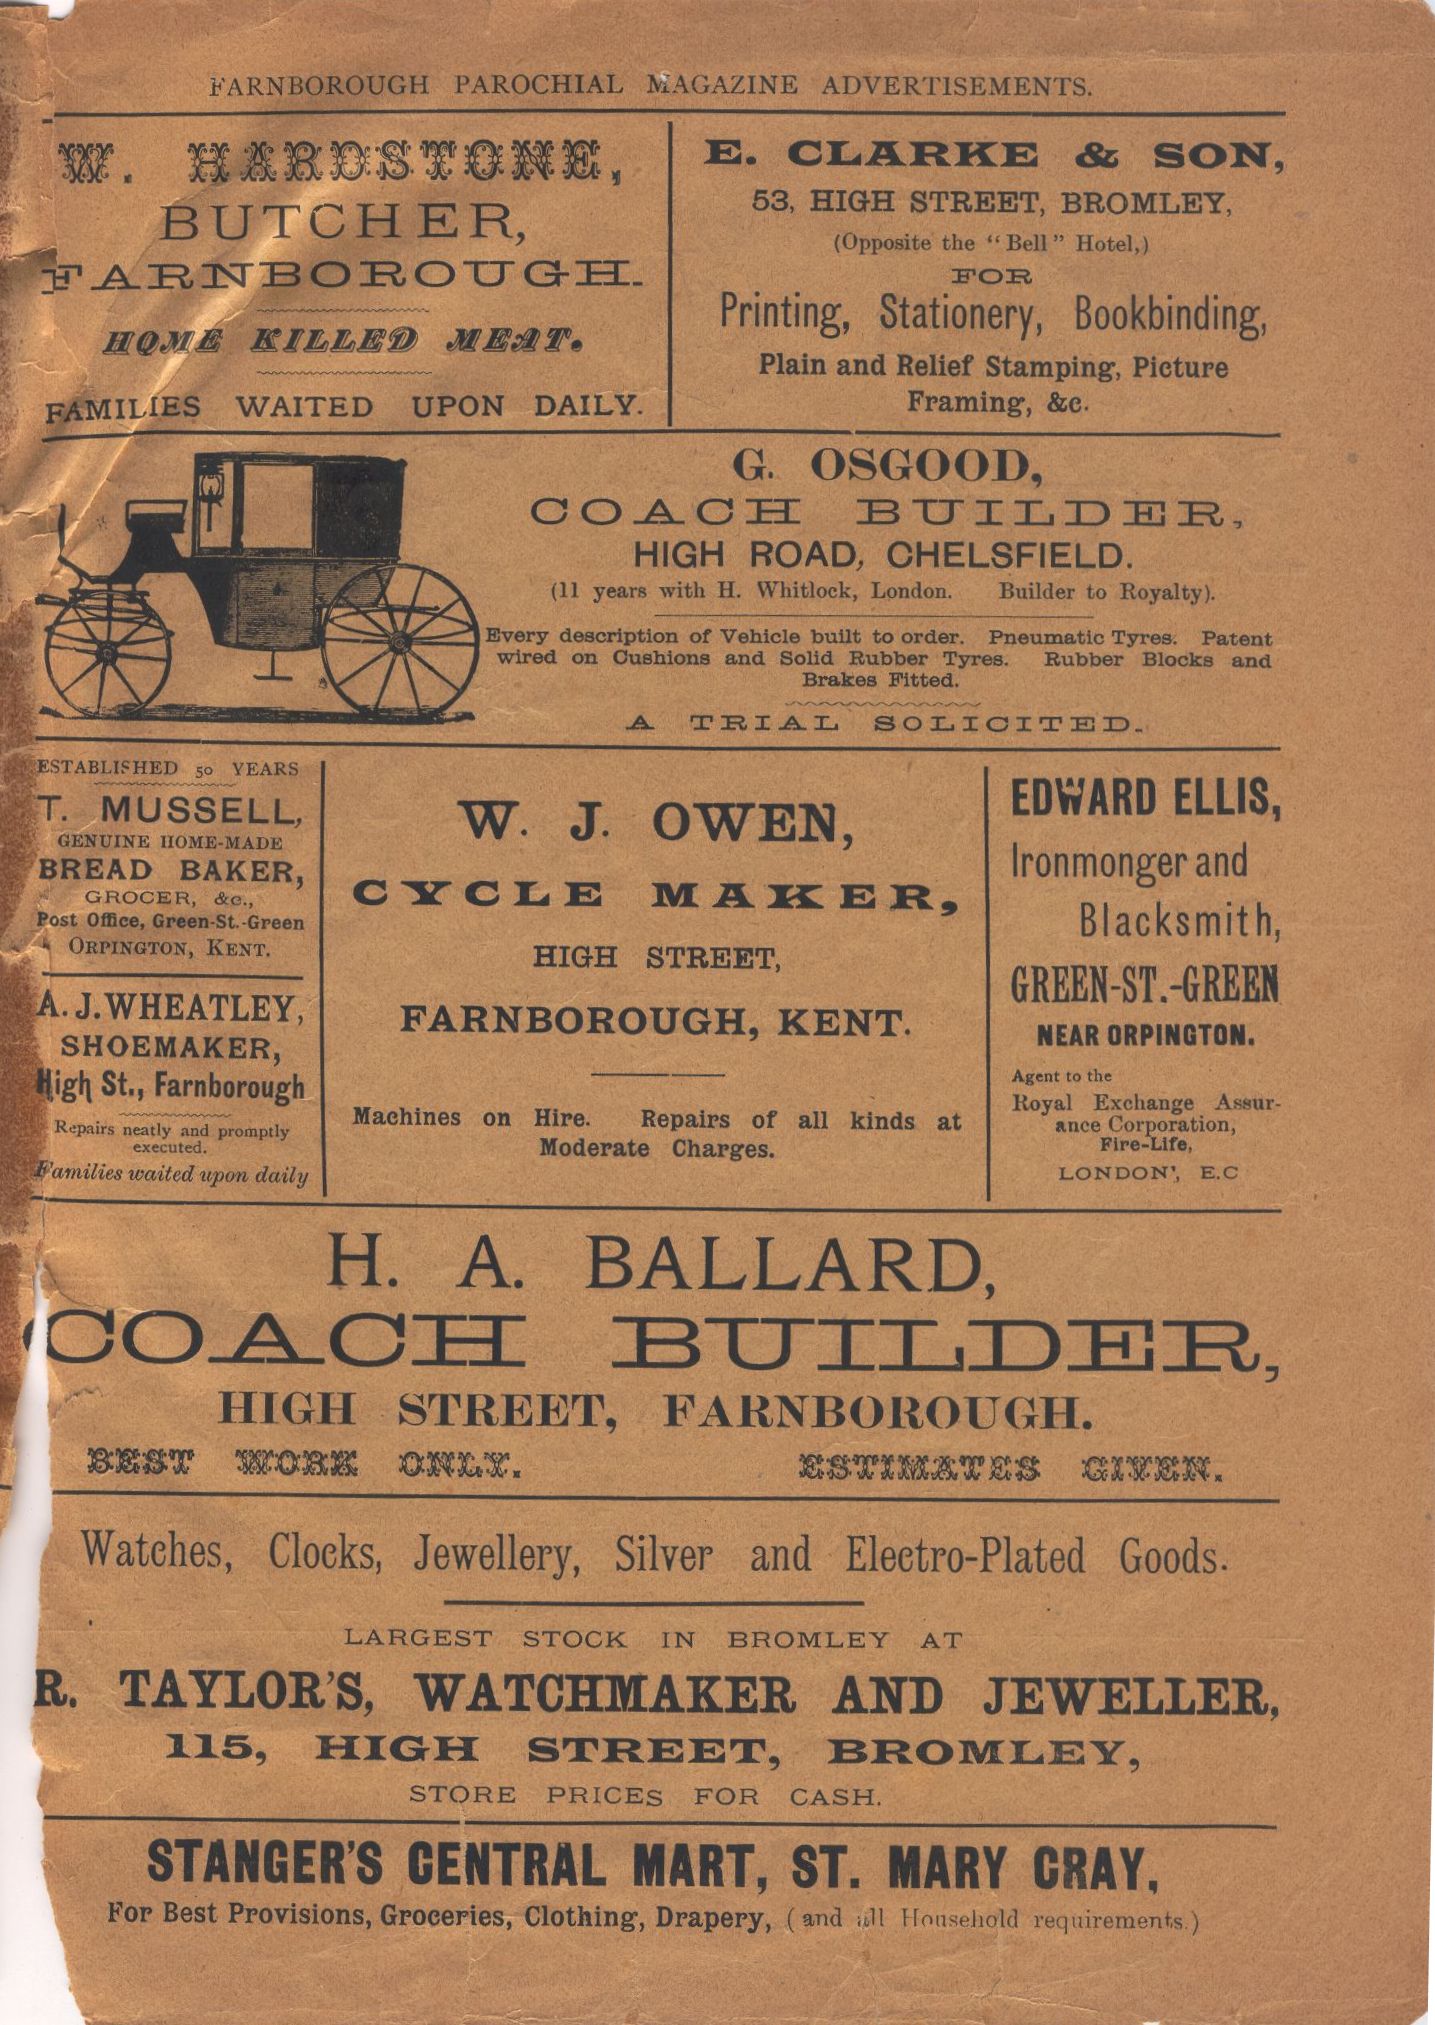 FARNBOROUGH PAROCHIAL MAGAZINE ADVERTISEMENTS.
W. HARDSTONE,
BUTCHER,
FARNBOROUGH.
HOME KILLED MEAT.
FAMILIES WAITED UPON DAILY.
E. CLARKE & SON,
53, HIGH STREET, BROMLEY,
(Opposite the "Bell" Hotel,)
FOR
Printing, Stationery, Bookbinding,
Plain and Relief Stamping, Picture
Framing, &c.
G. OSGOOD,
COACH BUILDER,
HIGH ROAD, CHELSFIELD.
(11 years with H. Whitlock, London. Builder to Royalty).
Every description of Vehicle built to order. Pneumatic Tyres. Patent
wired on Cushions and Solid Rubber Tyres. Rubber Blocks and
Brakes Fitted.
A TRIAL SOLICITED.
ESTABLISHED 50 YEARS
T. MUSSELL,
GENUINE HOME-MADE
BREAD BAKER,
GROCER, &c.,
Post Office, Green-St.-Green
ORPINGTON, KENT.
A. J. WHEATLEY,
SHOEMAKER,
High St., Farnborough
Repairs neatly and promptly
executed.
Families waited upon daily
W. J. OWEN,
CYCLE MAKER,
HIGH STREET,
FARNBOROUGH, KENT.
Machines on Hire. Repairs of all kinds at
Moderate Charges.
EDWARD ELLIS,
Ironmonger and
Blacksmith,
GREEN-ST.-GREEN
NEAR ORPINGTON.
Agent to the
Royal Exchange Assur-
ance Corporation,
Fire-Life,
LONDON', E.C
H. A. BALLARD,
COACH BUILDER,
HIGH STREET, FARNBOROUGH.
BEST WORK ONLY. ESTIMATES GIVEN.
Watches, Clocks, Jewellery, Silver and Electro-Plated Goods.
LARGEST STOCK IN BROMLEY AT
R. TAYLOR'S, WATCHMAKER AND JEWELLER,
115, HIGH STREET, BROMLEY,
STORE PRICES FOR CASH.
STANGER'S CENTRAL MART, ST. MARY CRAY,
For Best Provisions, Groceries, Clothing, Drapery, (and all Household requirements.)